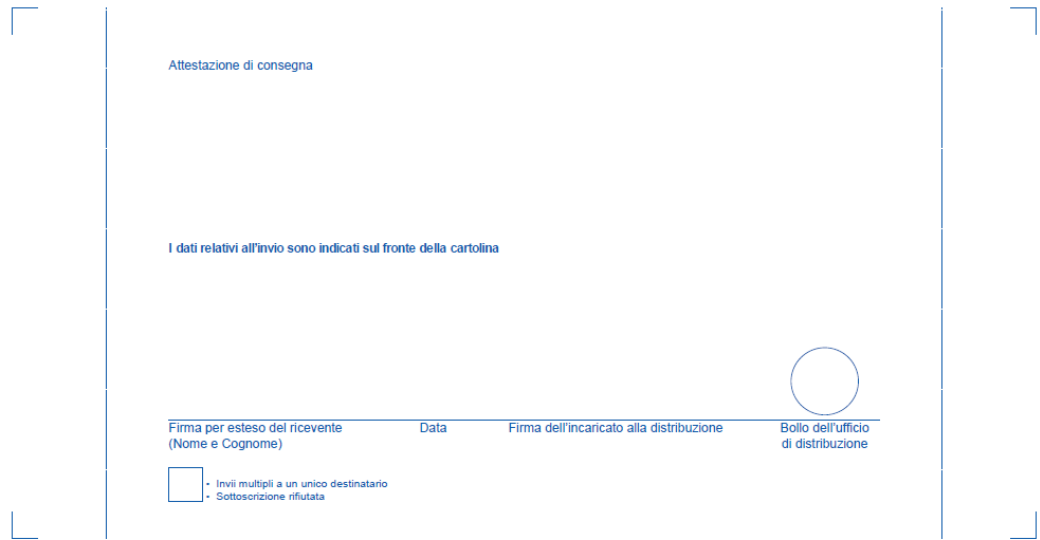 Attestazione di consegna
I dati relativi all'invio sono indicati sul fronte della cartolina
Firma per esteso del ricevente
(Nome e Cognome)
Data
Firma dell'incaricato alla distribuzione
Bollo dell'ufficio
di distribuzione
- Invii multipli a un unico destinatario
- Sottoscrizione rifiutata